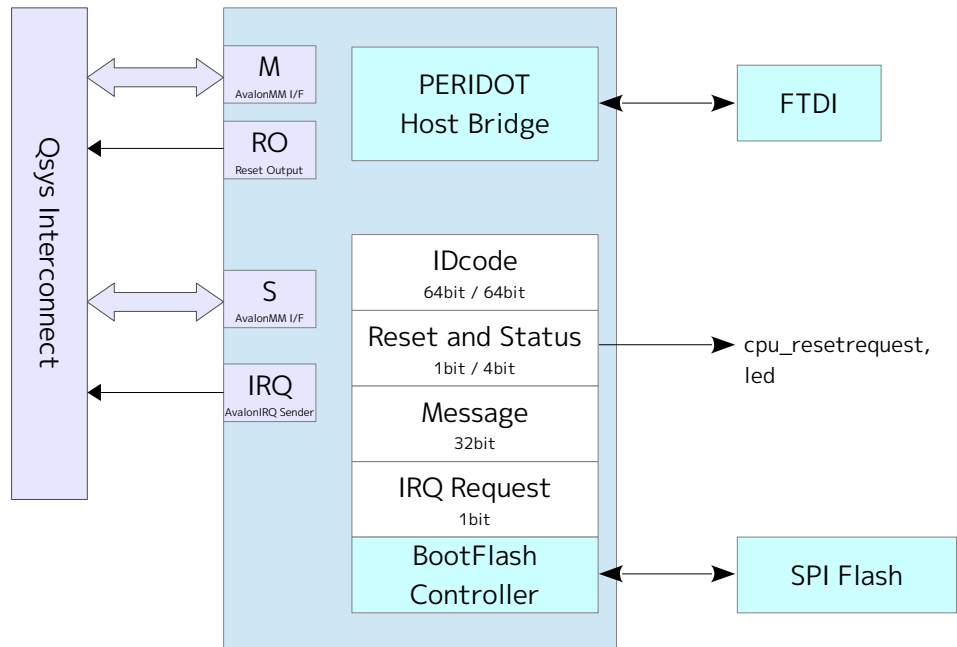 Qsys Interconnect
M
AvalonMM I/F
RO
Reset Output
S
AvalonMM I/F
IRQ
AvalonIRQ Sender
PERIDOT
Host Bridge
FTDI
IDcode
64bit / 64bit
Reset and Status
1bit / 4bit
cpu_resetrequest,
led
Message
32bit
IRQ Request
1bit
BootFlash
Controller
SPI Flash